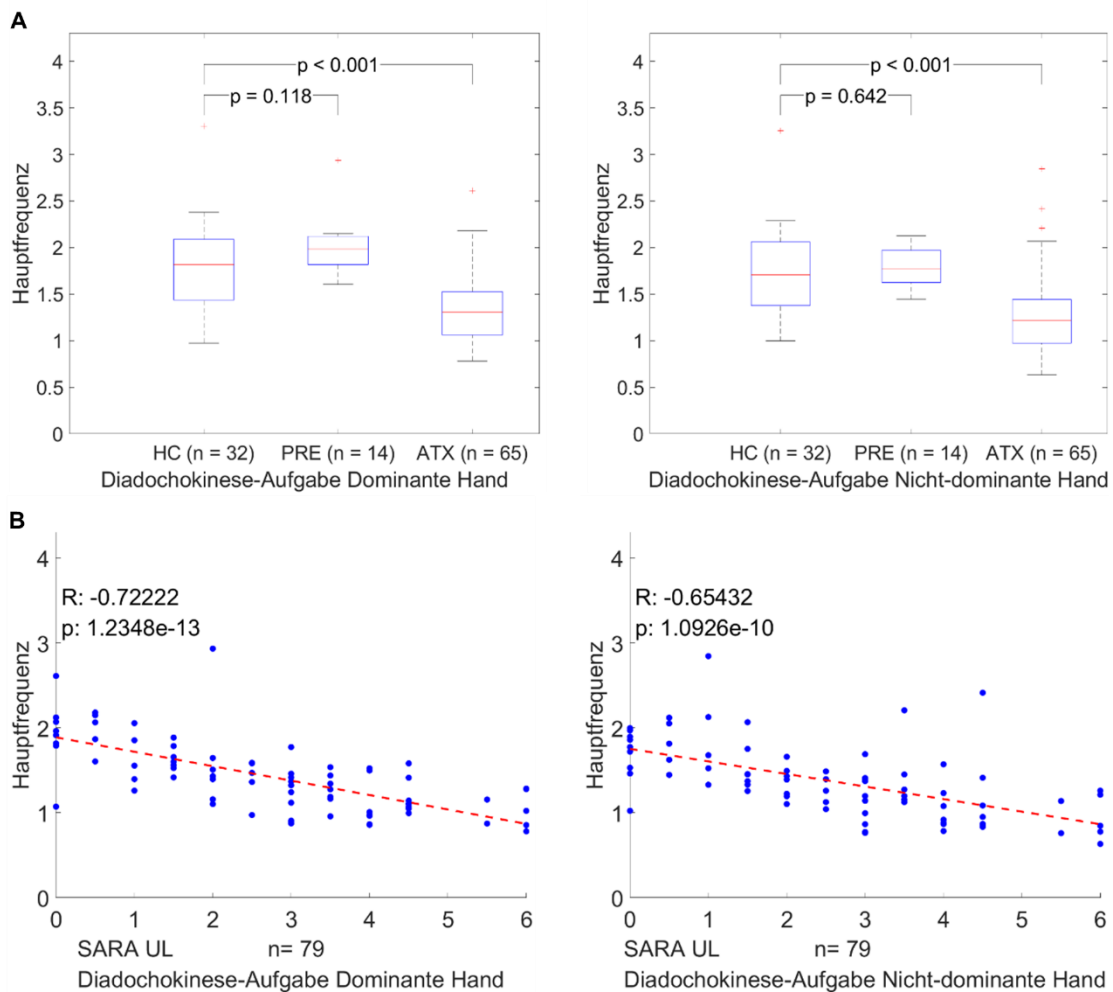 A
Hauptfrequenz
4
3.5
3
2.5
2
1.5
1
0.5
0
p < 0.001
p = 0.118
HC (n = 32) PRE (n = 14) ATX (n = 65)
Diadochokinese-Aufgabe Dominante Hand
Hauptfrequenz
4
3.5
3
2.5
2
1.5
1
0.5
0
p < 0.001
p = 0.642
HC (n = 32) PRE (n = 14) ATX (n = 65)
Diadochokinese-Aufgabe Nicht-dominante Hand
B
Hauptfrequenz
4
3
2
1
0
R: -0.72222
p: 1.2348e-13
0 1 2 3 4 5 6
SARA UL n= 79
Diadochokinese-Aufgabe Dominante Hand
Hauptfrequenz
4
3
2
1
0
R: -0.65432
p: 1.0926e-10
0 1 2 3 4 5 6
SARA UL n= 79
Diadochokinese-Aufgabe Nicht-dominante Hand